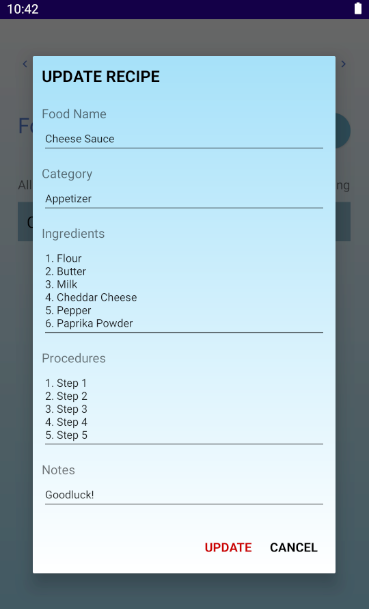 10:42
UPDATE RECIPE
Food Name
Cheese Sauce
Category
Appetizer
Ingredients
1. Flour
2. Butter
3. Milk
4. Cheddar Cheese
5. Pepper
6. Paprika Powder
Procedures
1. Step 1
2. Step 2
3. Step 3
4. Step 4
5. Step 5
Notes
Goodluck!
UPDATE CANCEL